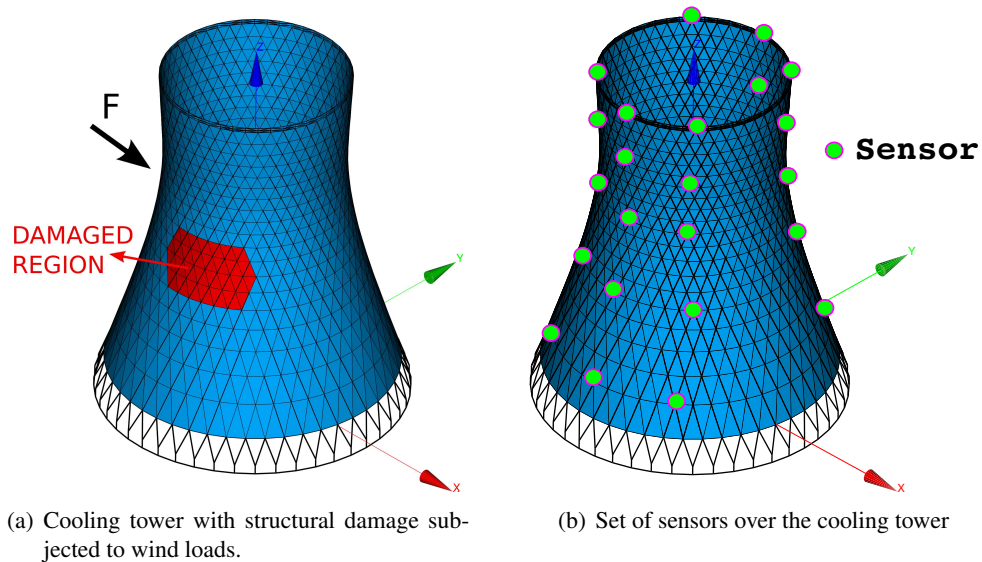 F
DAMAGED
REGION
Z
Y
X
(a) Cooling tower with structural damage sub-
jected to wind loads.
Z
Sensor
Y
X
(b) Set of sensors over the cooling tower